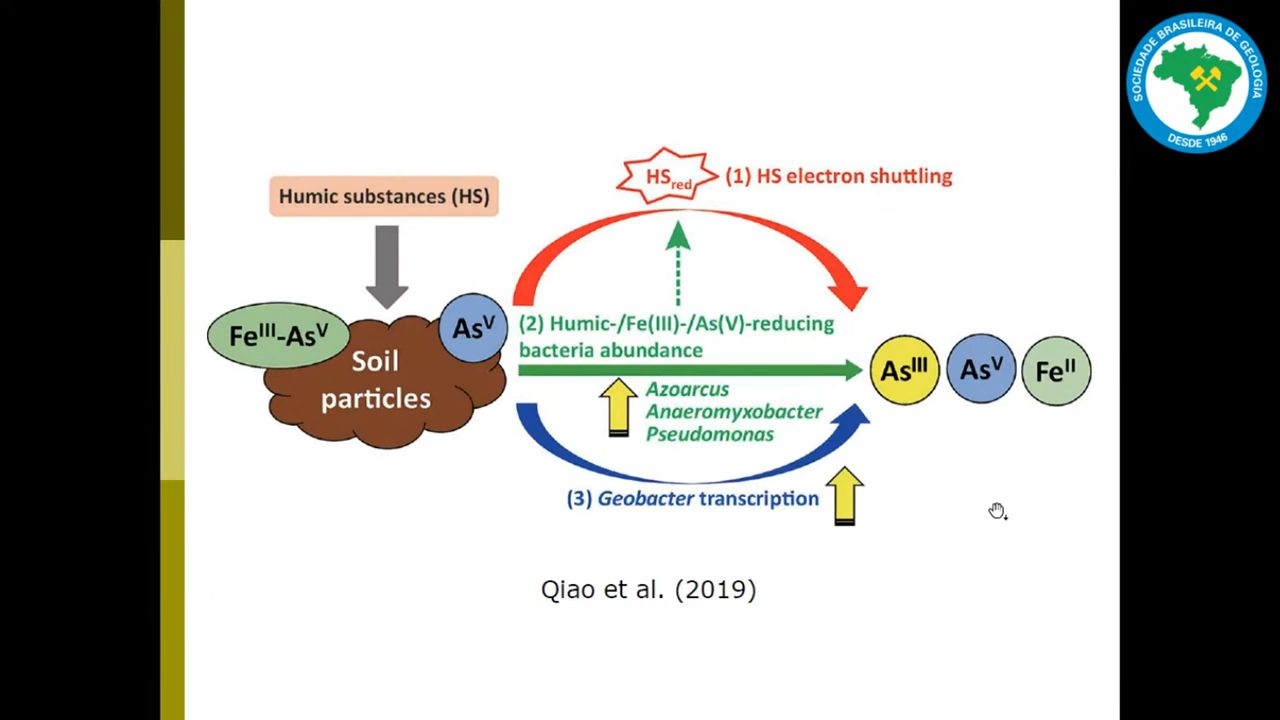 SOCIEDADE BRASILEIRA DE GEOLOGIA
DESDE 1946
Humic substances (HS)
HSred
(1) HS electron shuttling
FeIII-AsV
Soil
particles
AsV
(2) Humic-/Fe(III)-/As(V)-reducing
bacteria abundance
Azoarcus
Anaeromyxobacter
Pseudomonas
(3) Geobacter transcription
AsIII
AsV
FeII
Qiao et al. (2019)